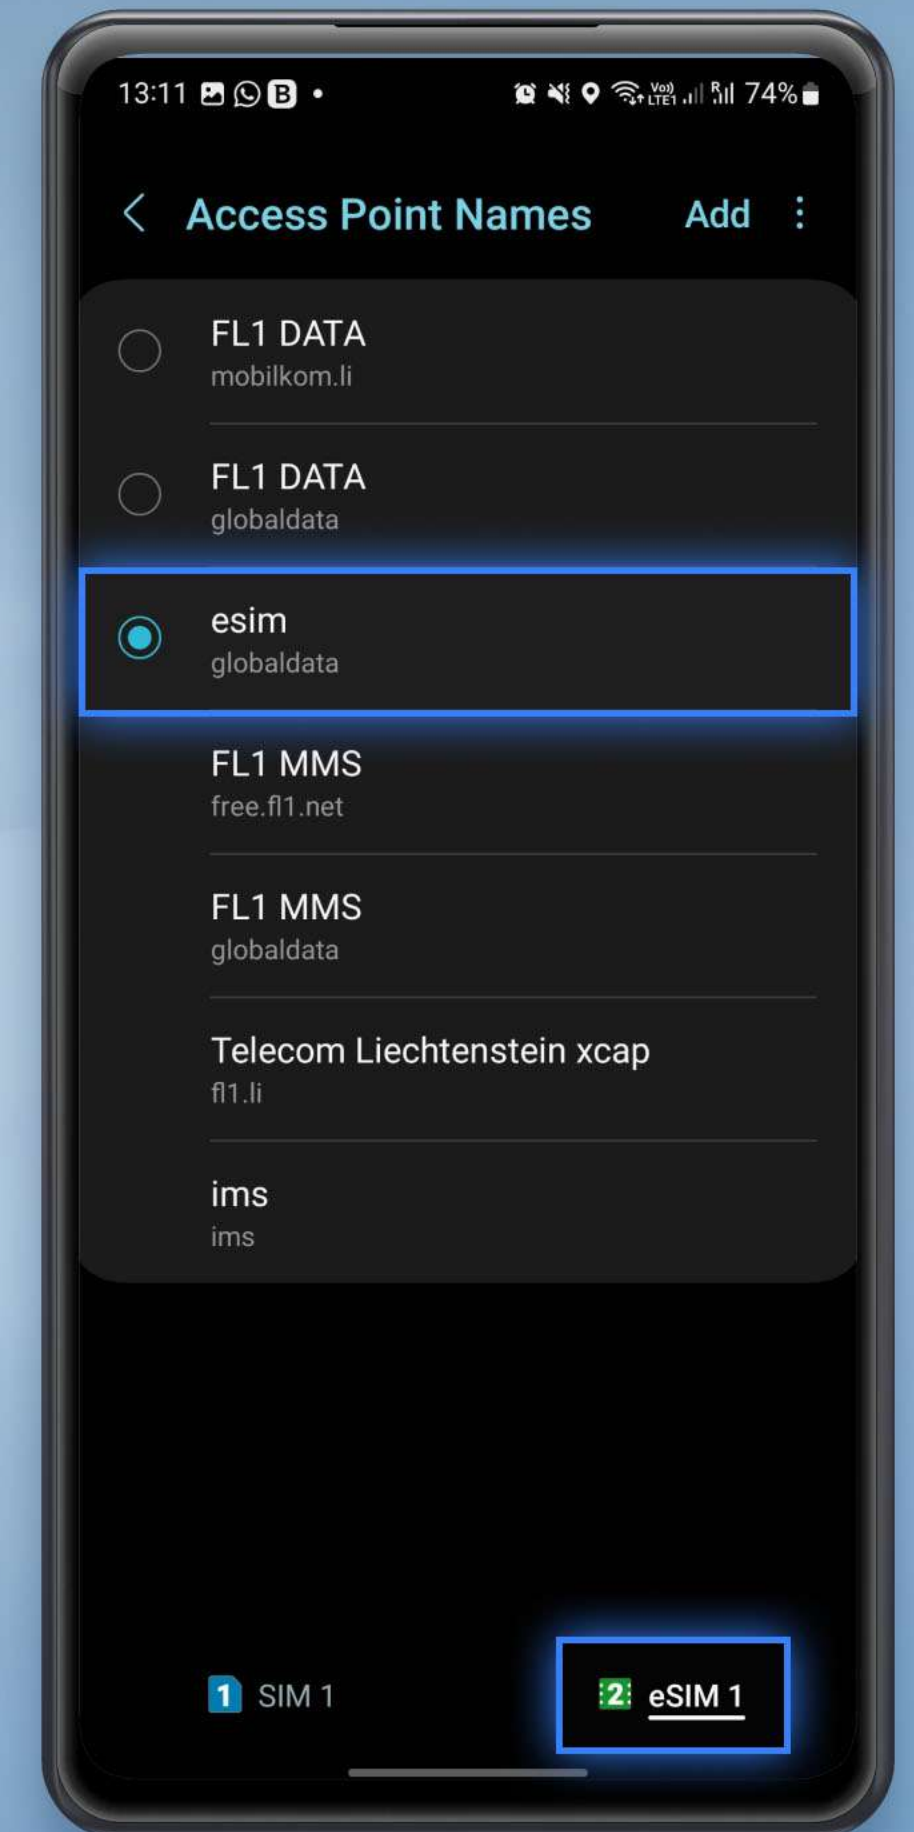 13:11 B VoLTE1 R 74%
Access Point Names Add
FL1 DATA
mobilkom.li
FL1 DATA
globaldata
esim
globaldata
FL1 MMS
free.fl1.net
FL1 MMS
globaldata
Telecom Liechtenstein xcap
fl1.li
ims
ims
1 SIM 1 2 eSIM 1